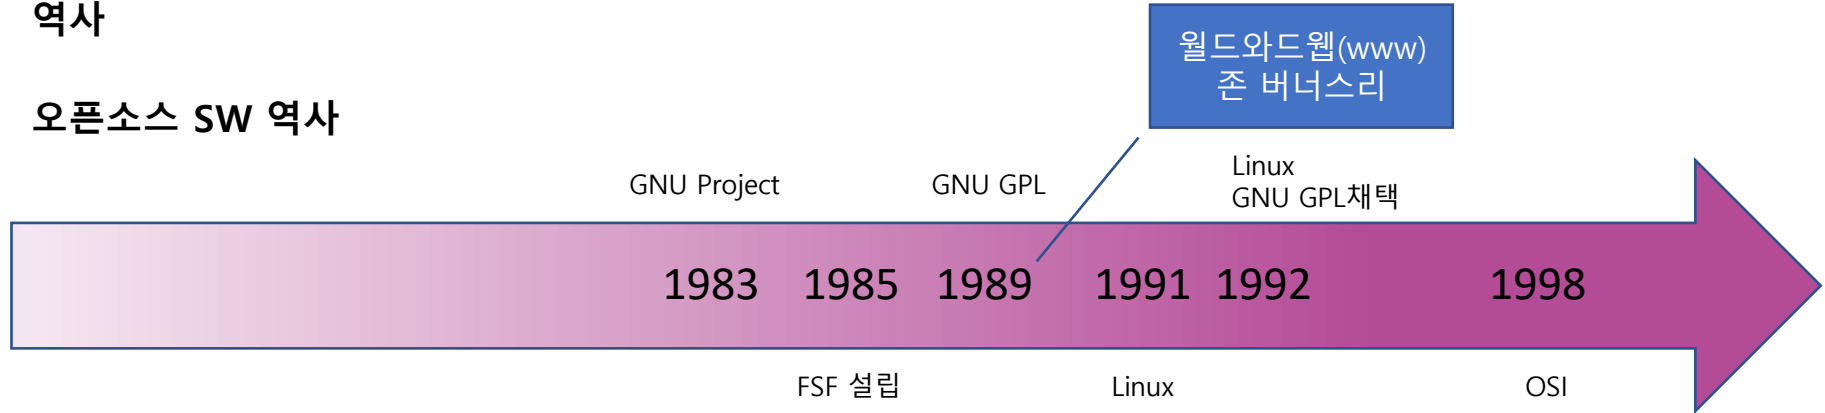 역사
오픈소스 SW 역사
월드와드웹(www)
존 버너스리
GNU Project
GNU GPL
Linux
GNU GPL채택
1983 1985 1989 1991 1992 1998
FSF 설립
Linux
OSI